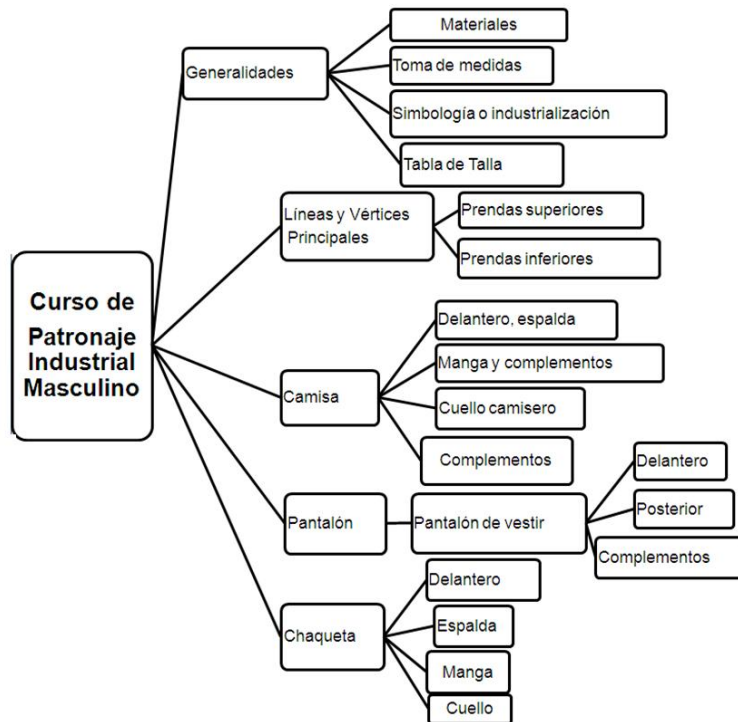 Curso de
Patronaje
Industrial
Masculino
Generalidades
Materiales
Toma de medidas
Simbología o industrialización
Tabla de Talla
Líneas y Vértices
Principales
Prendas superiores
Prendas inferiores
Camisa
Delantero, espalda
Manga y complementos
Cuello camisero
Complementos
Pantalón
Pantalón de vestir
Delantero
Posterior
Complementos
Chaqueta
Delantero
Espalda
Manga
Cuello